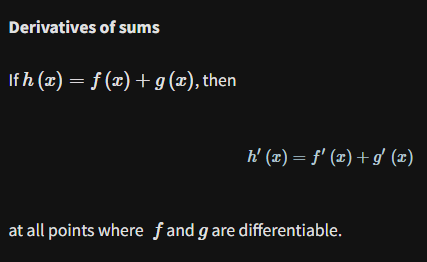 Derivatives of sums
If h (x) = f (x) + g (x), then
h′ (x) = f′ (x) + g′ (x)
at all points where f and g are differentiable.